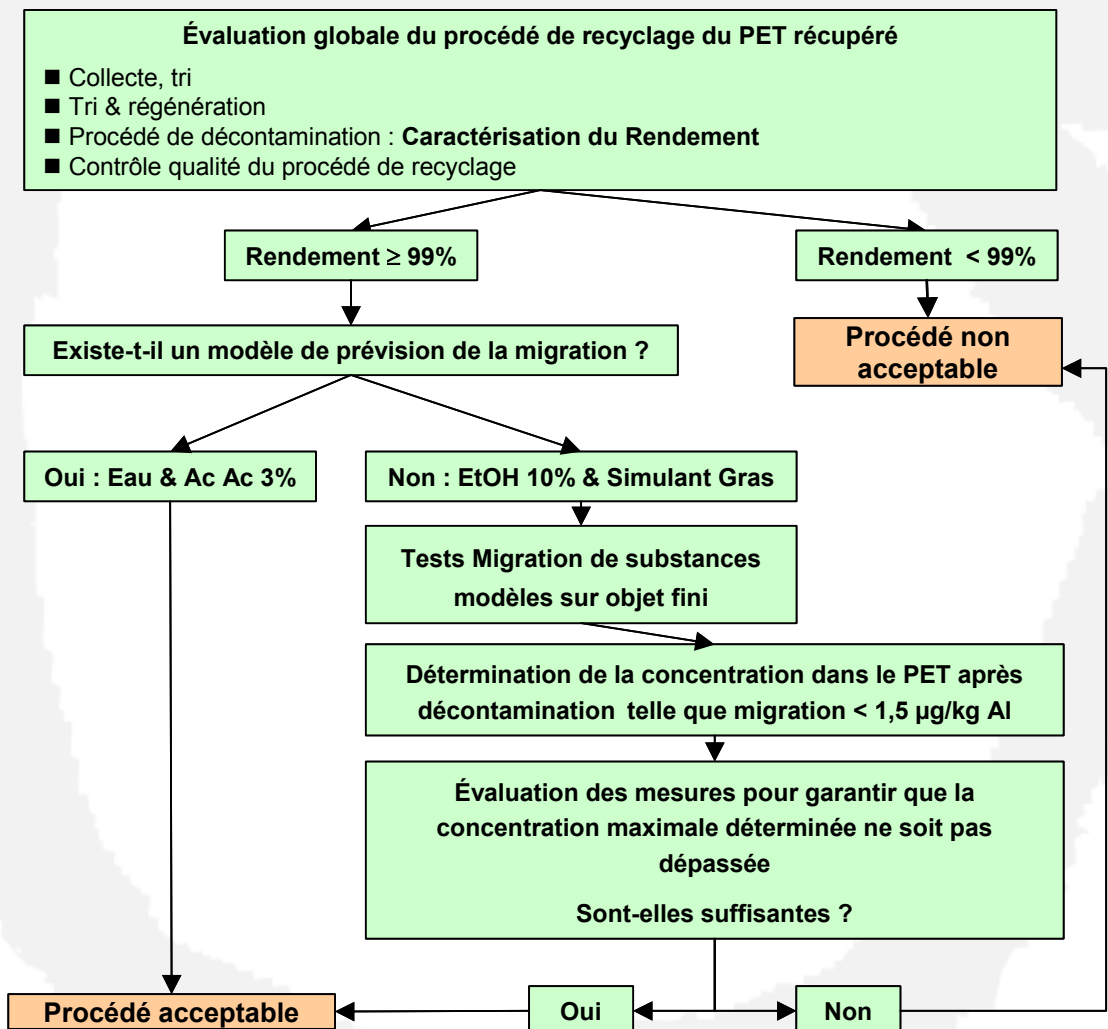 Évaluation globale du procédé de recyclage du PET récupéré
■ Collecte, tri
■ Tri & régénération
■ Procédé de décontamination : Caractérisation du Rendement
■ Contrôle qualité du procédé de recyclage
Rendement ≥ 99%
Rendement < 99%
Existe-t-il un modèle de prévision de la migration ?
Procédé non
acceptable
Oui : Eau & Ac Ac 3%
Non : EtOH 10% & Simulant Gras
Tests Migration de substances
modèles sur objet fini
Détermination de la concentration dans le PET après
décontamination telle que migration < 1,5 µg/kg Al
Évaluation des mesures pour garantir que la
concentration maximale déterminée ne soit pas
dépassée
Sont-elles suffisantes ?
Procédé acceptable
Oui
Non